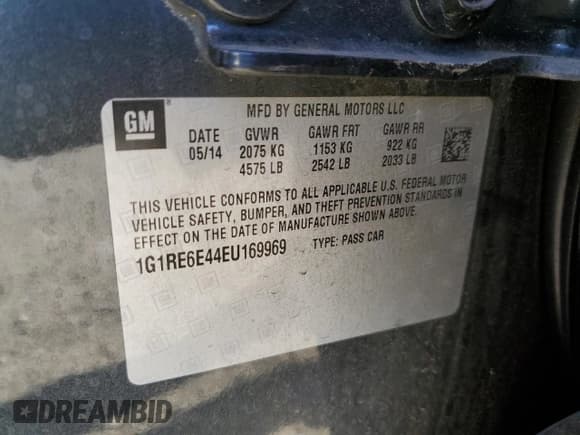 GM
®
MFD BY GENERAL MOTORS LLC
DATE GVWR GAWR FRT GAWR RR
05/14 2075 KG 1153 KG 922 KG
4575 LB 2542 LB 2033 LB
THIS VEHICLE CONFORMS TO ALL APPLICABLE U.S. FEDERAL MOTOR
VEHICLE SAFETY, BUMPER, AND THEFT PREVENTION STANDARDS IN
EFFECT ON THE DATE OF MANUFACTURE SHOWN ABOVE.
1G1RE6E44EU169969 TYPE: PASS CAR
DREAMBID